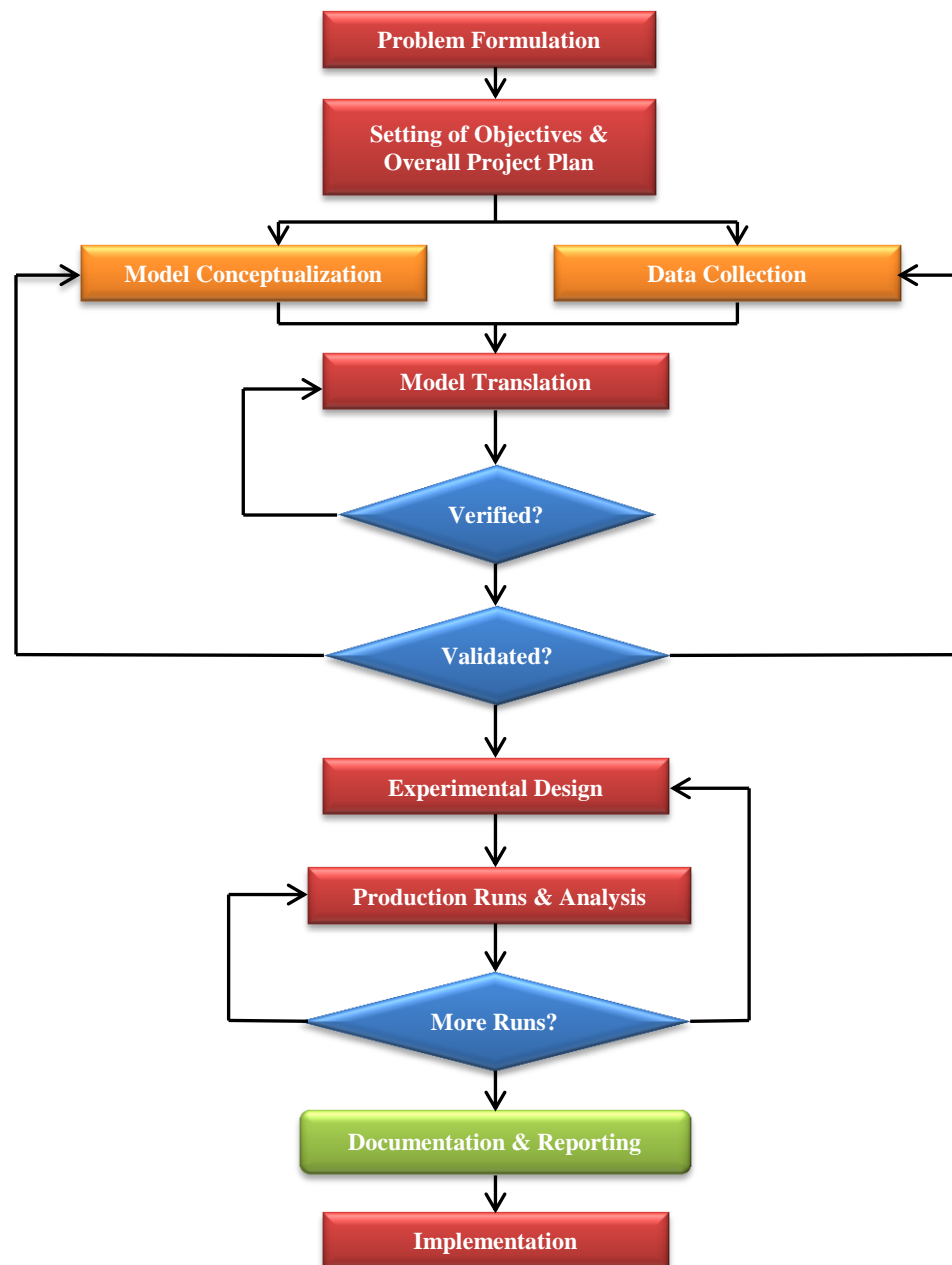 Problem Formulation
Setting of Objectives &
Overall Project Plan
Model Conceptualization
Data Collection
Model Translation
Verified?
Validated?
Experimental Design
Production Runs & Analysis
More Runs?
Documentation & Reporting
Implementation